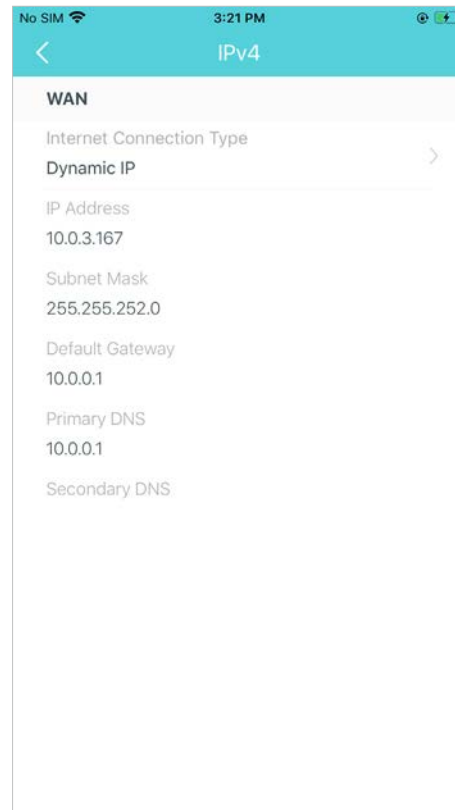 No SIM 3:21 PM
IPv4
WAN
Internet Connection Type
Dynamic IP
IP Address
10.0.3.167
Subnet Mask
255.255.252.0
Default Gateway
10.0.0.1
Primary DNS
10.0.0.1
Secondary DNS